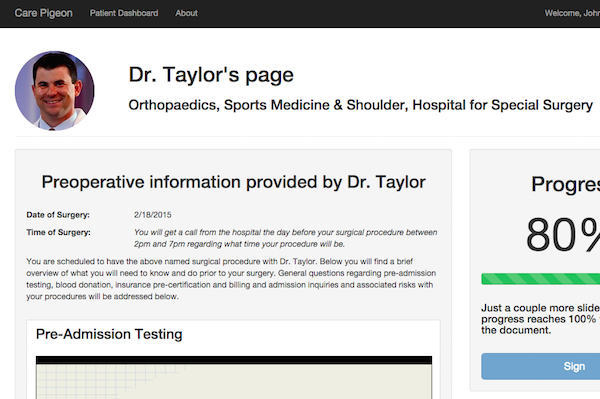 Care Pigeon Patient Dashboard About Welcome, John
Dr. Taylor's page
Orthopaedics, Sports Medicine & Shoulder, Hospital for Special Surgery
Preoperative information provided by Dr. Taylor
Date of Surgery: 2/18/2015
Time of Surgery: You will get a call from the hospital the day before your surgical procedure between
2pm and 7pm regarding what time your procedure will be.
You are scheduled to have the above named surgical procedure with Dr. Taylor. Below you will find a brief
overview of what you will need to know and do prior to your surgery. General questions regarding pre-admission
testing, blood donation, insurance pre-certification and billing and admission inquiries and associated risks with
your procedures will be addressed below.
Pre-Admission Testing
Progres
80%
Just a couple more slide
progress reaches 100%
the document.
Sign